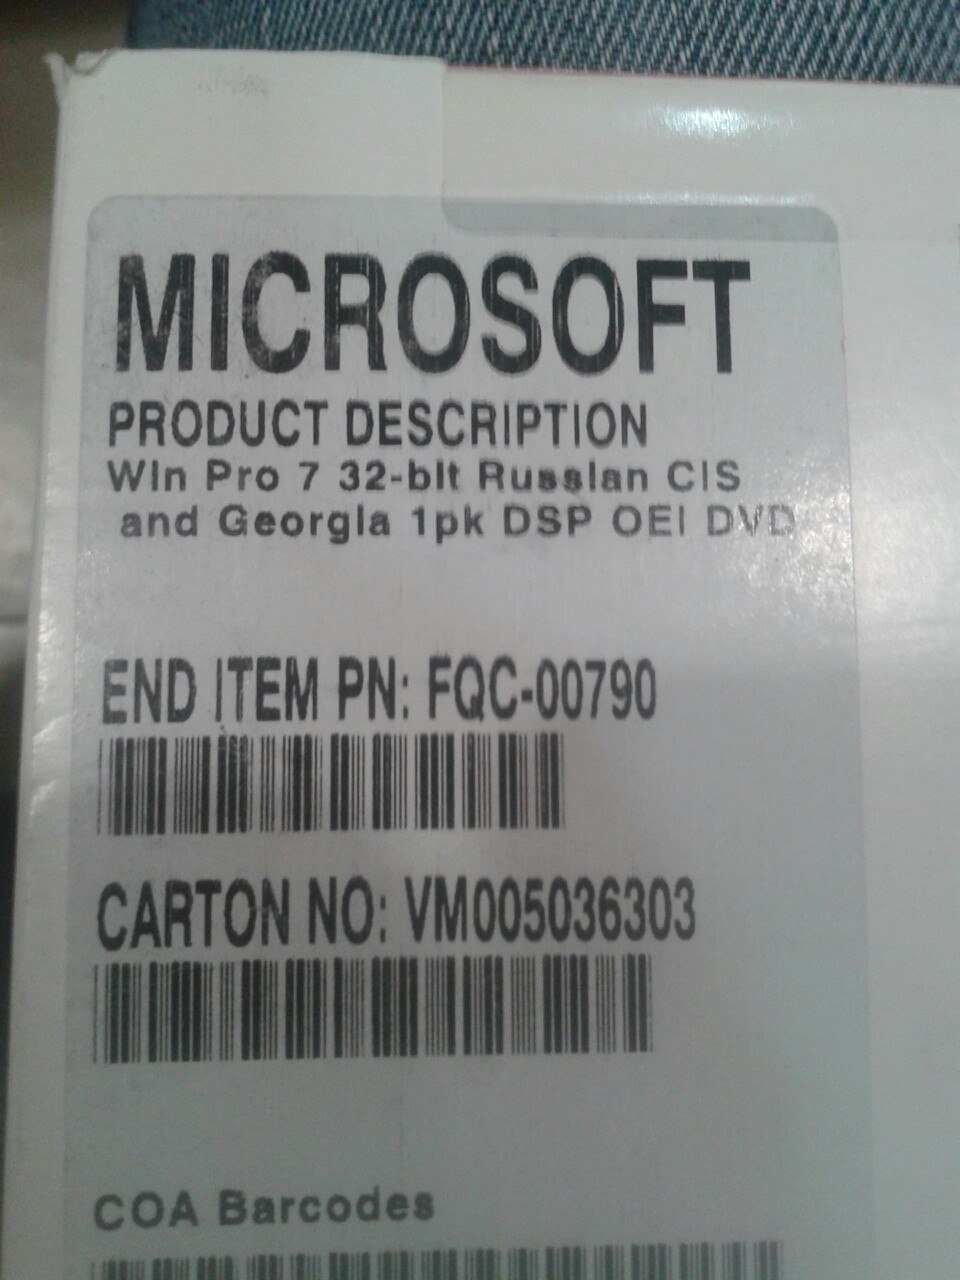 MICROSOFT
PRODUCT DESCRIPTION
Win Pro 7 32-bit Russian CIS
and Georgia 1pk DSP OEI DVD
END ITEM PN: FQC-00790
CARTON NO: VM005036303
COA Barcodes